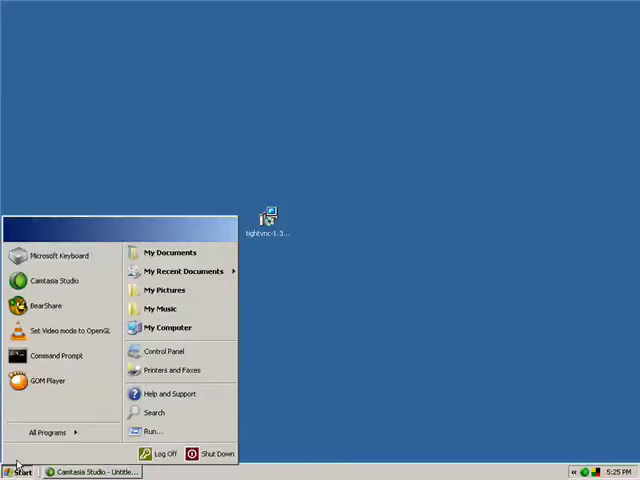 tightvnc-1.3...
Microsoft Keyboard
Camtasia Studio
BearShare
Set Video mode to OpenGL
Command Prompt
GOM Player
All Programs
My Documents
My Recent Documents
My Pictures
My Music
My Computer
Control Panel
Printers and Faxes
Help and Support
Search
Run...
Log Off
Shut Down
Start
Camtasia Studio - Untitle...
«
5:25 PM